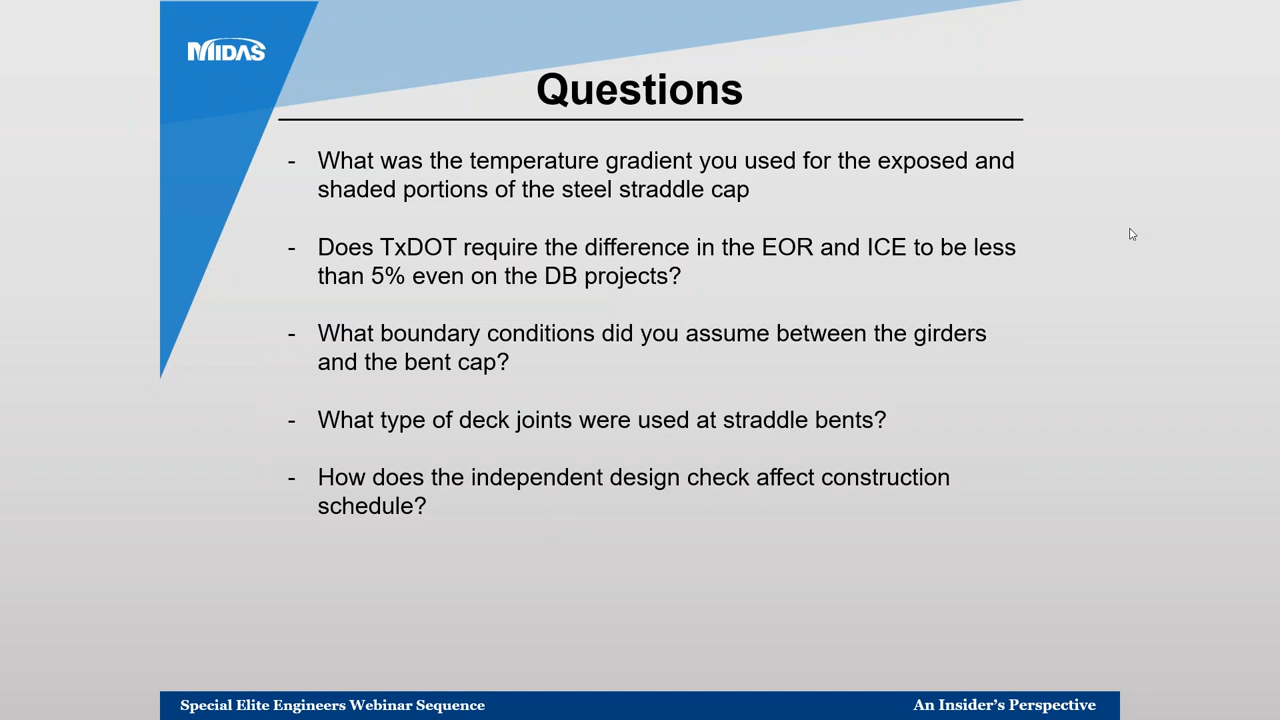 MIDAS
Questions
- What was the temperature gradient you used for the exposed and
shaded portions of the steel straddle cap
- Does TxDOT require the difference in the EOR and ICE to be less
than 5% even on the DB projects?
- What boundary conditions did you assume between the girders
and the bent cap?
- What type of deck joints were used at straddle bents?
- How does the independent design check affect construction
schedule?
Special Elite Engineers Webinar Sequence
An Insider's Perspective